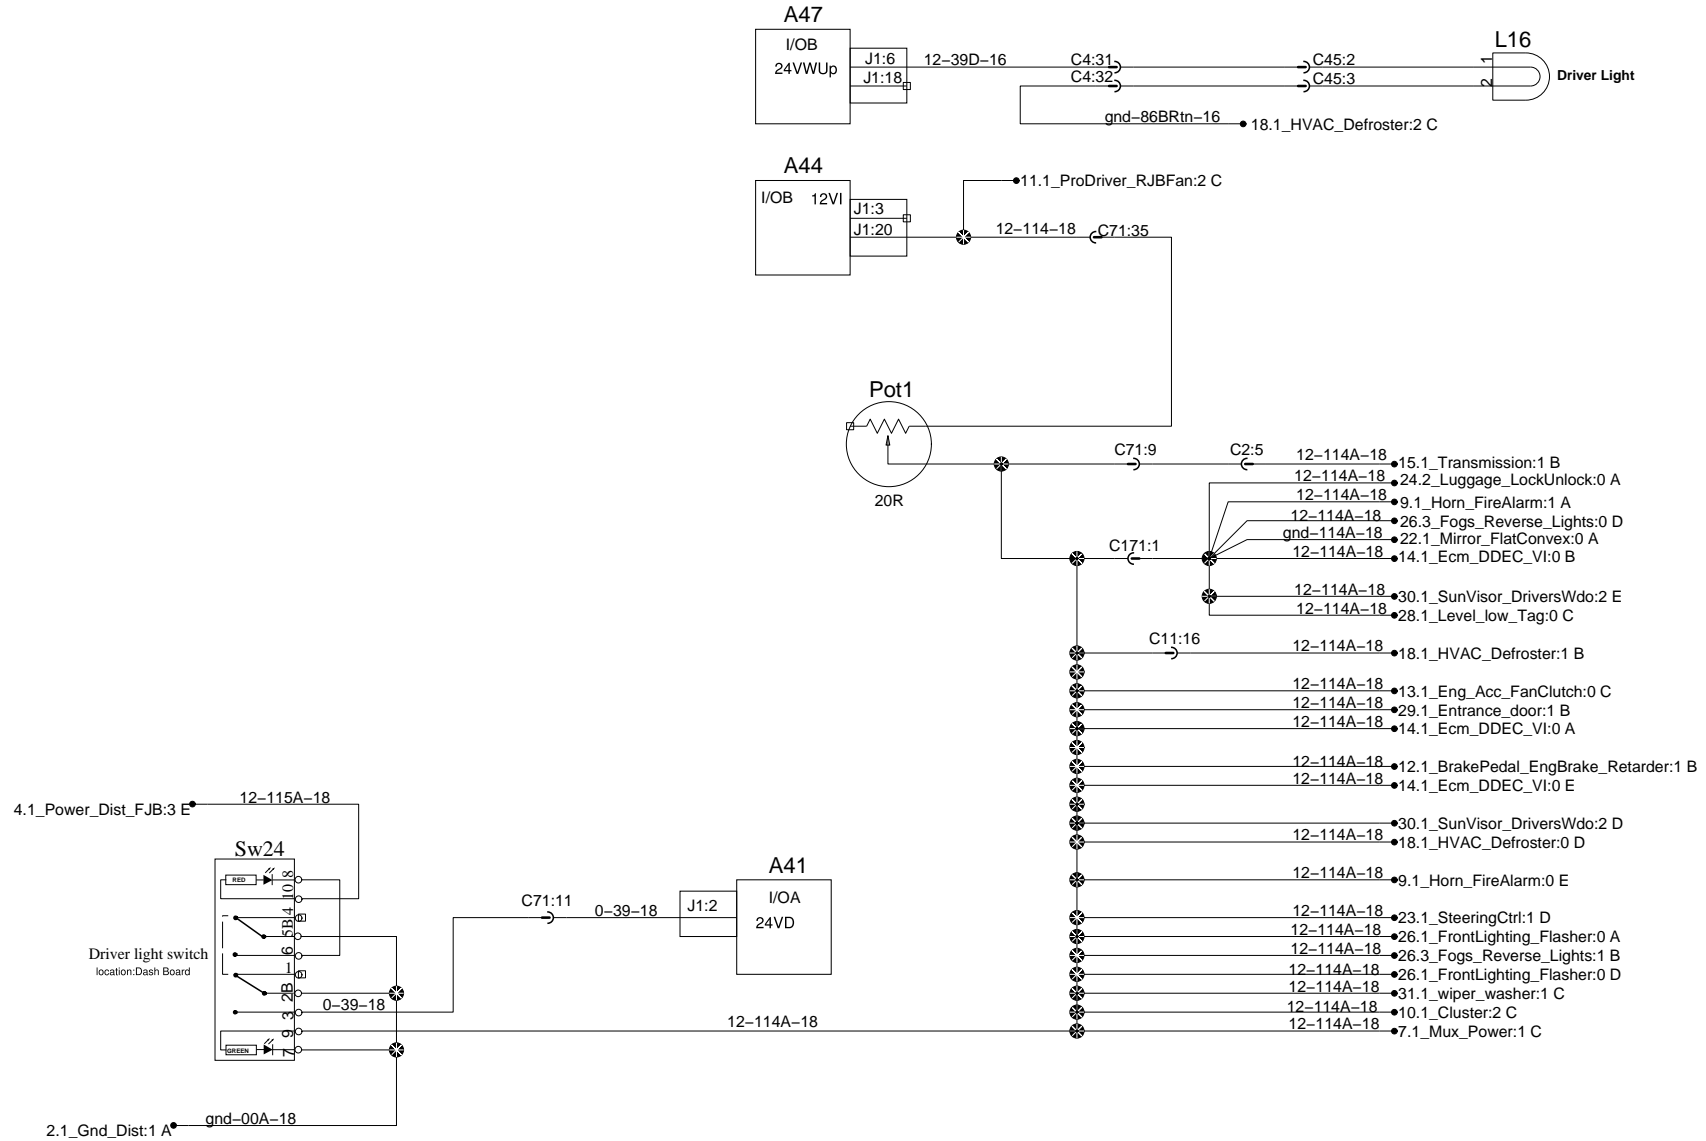 A47
I/OB
24VWUp
J1:6
J1:18
12-39D-16
C4:31
C4:32
C45:2
C45:3
L16
1
2
Driver Light
gnd-86BRtn-16
18.1_HVAC_Defroster:2 C
A44
I/OB 12VI
J1:3
J1:20
11.1_ProDriver_RJBFan:2 C
12-114-18
C71:35
Pot1
20R
C71:9
C2:5
12-114A-18
15.1_Transmission:1 B
12-114A-18
24.2_Luggage_LockUnlock:0 A
12-114A-18
9.1_Horn_FireAlarm:1 A
12-114A-18
26.3_Fogs_Reverse_Lights:0 D
gnd-114A-18
22.1_Mirror_FlatConvex:0 A
C171:1
12-114A-18
14.1_Ecm_DDEC_VI:0 B
12-114A-18
30.1_SunVisor_DriversWdo:2 E
12-114A-18
28.1_Level_low_Tag:0 C
C11:16
12-114A-18
18.1_HVAC_Defroster:1 B
12-114A-18
13.1_Eng_Acc_FanClutch:0 C
12-114A-18
29.1_Entrance_door:1 B
12-114A-18
14.1_Ecm_DDEC_VI:0 A
12-114A-18
12.1_BrakePedal_EngBrake_Retarder:1 B
12-114A-18
14.1_Ecm_DDEC_VI:0 E
30.1_SunVisor_DriversWdo:2 D
12-114A-18
18.1_HVAC_Defroster:0 D
12-114A-18
9.1_Horn_FireAlarm:0 E
12-114A-18
23.1_SteeringCtrl:1 D
12-114A-18
26.1_FrontLighting_Flasher:0 A
12-114A-18
26.3_Fogs_Reverse_Lights:1 B
12-114A-18
26.1_FrontLighting_Flasher:0 D
12-114A-18
31.1_wiper_washer:1 C
12-114A-18
10.1_Cluster:2 C
12-114A-18
7.1_Mux_Power:1 C
4.1_Power_Dist_FJB:3 E
12-115A-18
Sw24
RED
8
10
4
5B
6
1
2B
3
9
7
GREEN
Driver light switch
location:Dash Board
0-39-18
C71:11
0-39-18
J1:2
A41
I/OA
24VD
12-114A-18
2.1_Gnd_Dist:1 A
gnd-00A-18